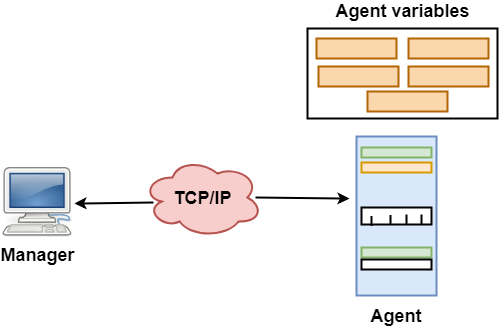 Agent variables
TCP/IP
Manager
Agent